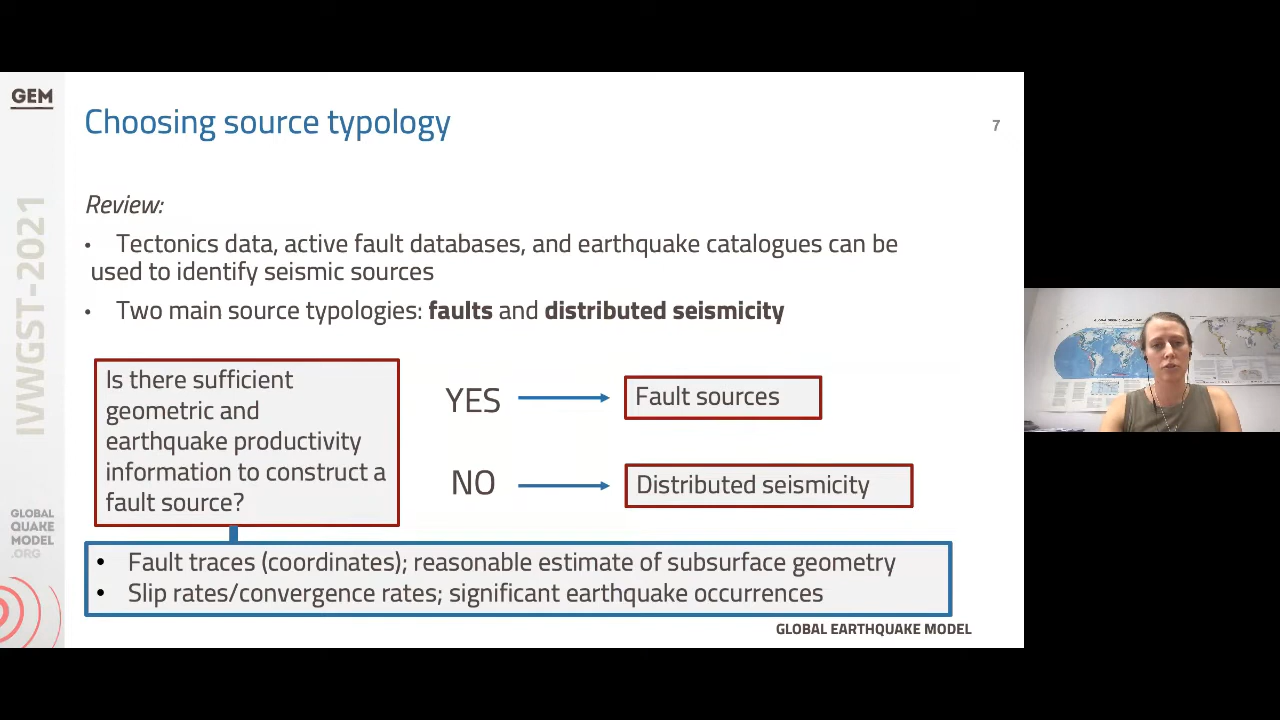 GEM
Choosing source typology
7
IVWGST-2021
Review:
• Tectonics data, active fault databases, and earthquake catalogues can be
used to identify seismic sources
• Two main source typologies: faults and distributed seismicity
Is there sufficient
geometric and
earthquake productivity
information to construct a
fault source?
YES
Fault sources
NO
Distributed seismicity
• Fault traces (coordinates); reasonable estimate of subsurface geometry
• Slip rates/convergence rates; significant earthquake occurrences
GLOBAL
QUAKE
MODEL
.ORG
GLOBAL EARTHQUAKE MODEL